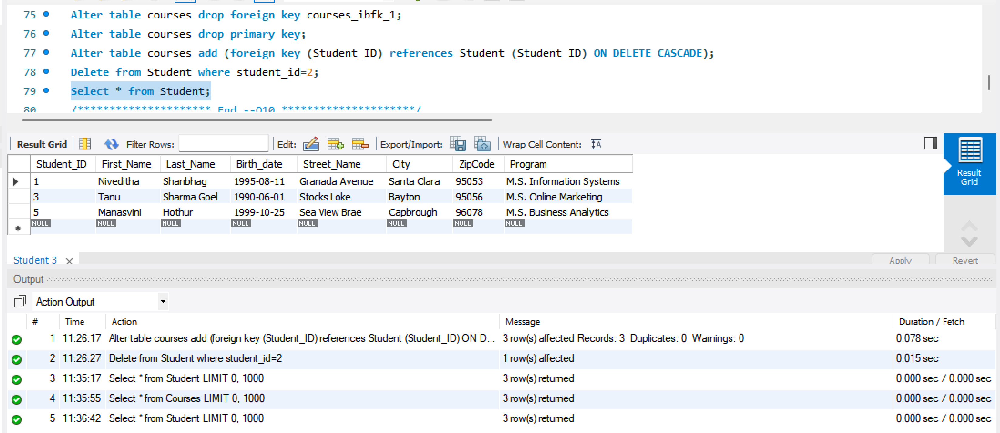 75 Alter table courses drop foreign key courses_ibfk_1;
76 Alter table courses drop primary key;
77 Alter table courses add (foreign key (Student_ID) references Student (Student_ID) ON DELETE CASCADE);
78 Delete from Student where student_id=2;
79 Select * from Student;
80 /********************* End --Q10 *********************/
Result Grid Filter Rows: Edit: Export/Import: Wrap Cell Content: IA
Student_ID First_Name Last_Name Birth_date Street_Name City ZipCode Program
1 Niveditha Shanbhag 1995-08-11 Granada Avenue Santa Clara 95053 M.S. Information Systems
3 Tanu Sharma Goel 1990-06-01 Stocks Loke Bayton 95056 M.S. Online Marketing
5 Manasvini Hothur 1999-10-25 Sea View Brae Capbrough 96078 M.S. Business Analytics
NULL NULL NULL NULL NULL NULL NULL NULL
Result
Grid
Student 3 Apply Revert
Output
Action Output
# Time Action Message Duration / Fetch
1 11:26:17 Alter table courses add (foreign key (Student_ID) references Student (Student_ID) ON D... 3 row(s) affected Records: 3 Duplicates: 0 Warnings: 0 0.078 sec
2 11:26:27 Delete from Student where student_id=2 1 row(s) affected 0.015 sec
3 11:35:17 Select * from Student LIMIT 0, 1000 3 row(s) returned 0.000 sec / 0.000 sec
4 11:35:55 Select * from Courses LIMIT 0, 1000 3 row(s) returned 0.000 sec / 0.000 sec
5 11:36:42 Select * from Student LIMIT 0, 1000 3 row(s) returned 0.000 sec / 0.000 sec